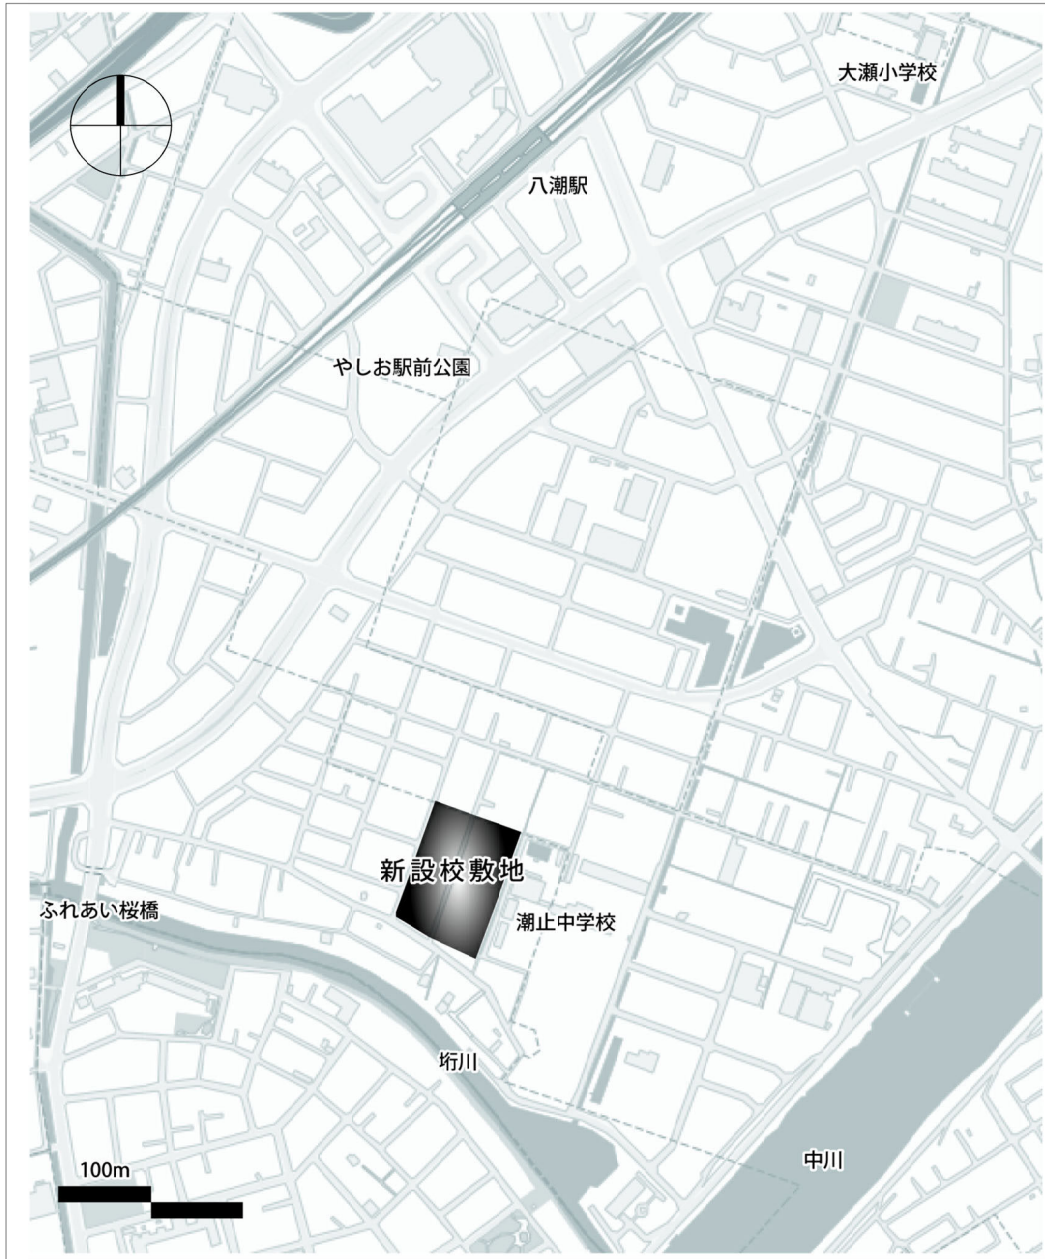 大瀬小学校
八潮駅
やしお駅前公園
新設校敷地
ふれあい桜橋
潮止中学校
垳川
中川
100m